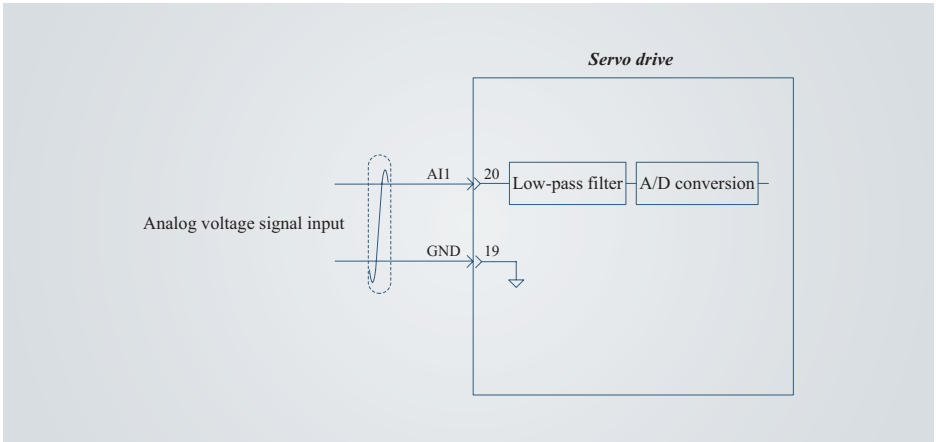 Servo drive
AI1
20
Low-pass filter
A/D conversion
Analog voltage signal input
GND
19